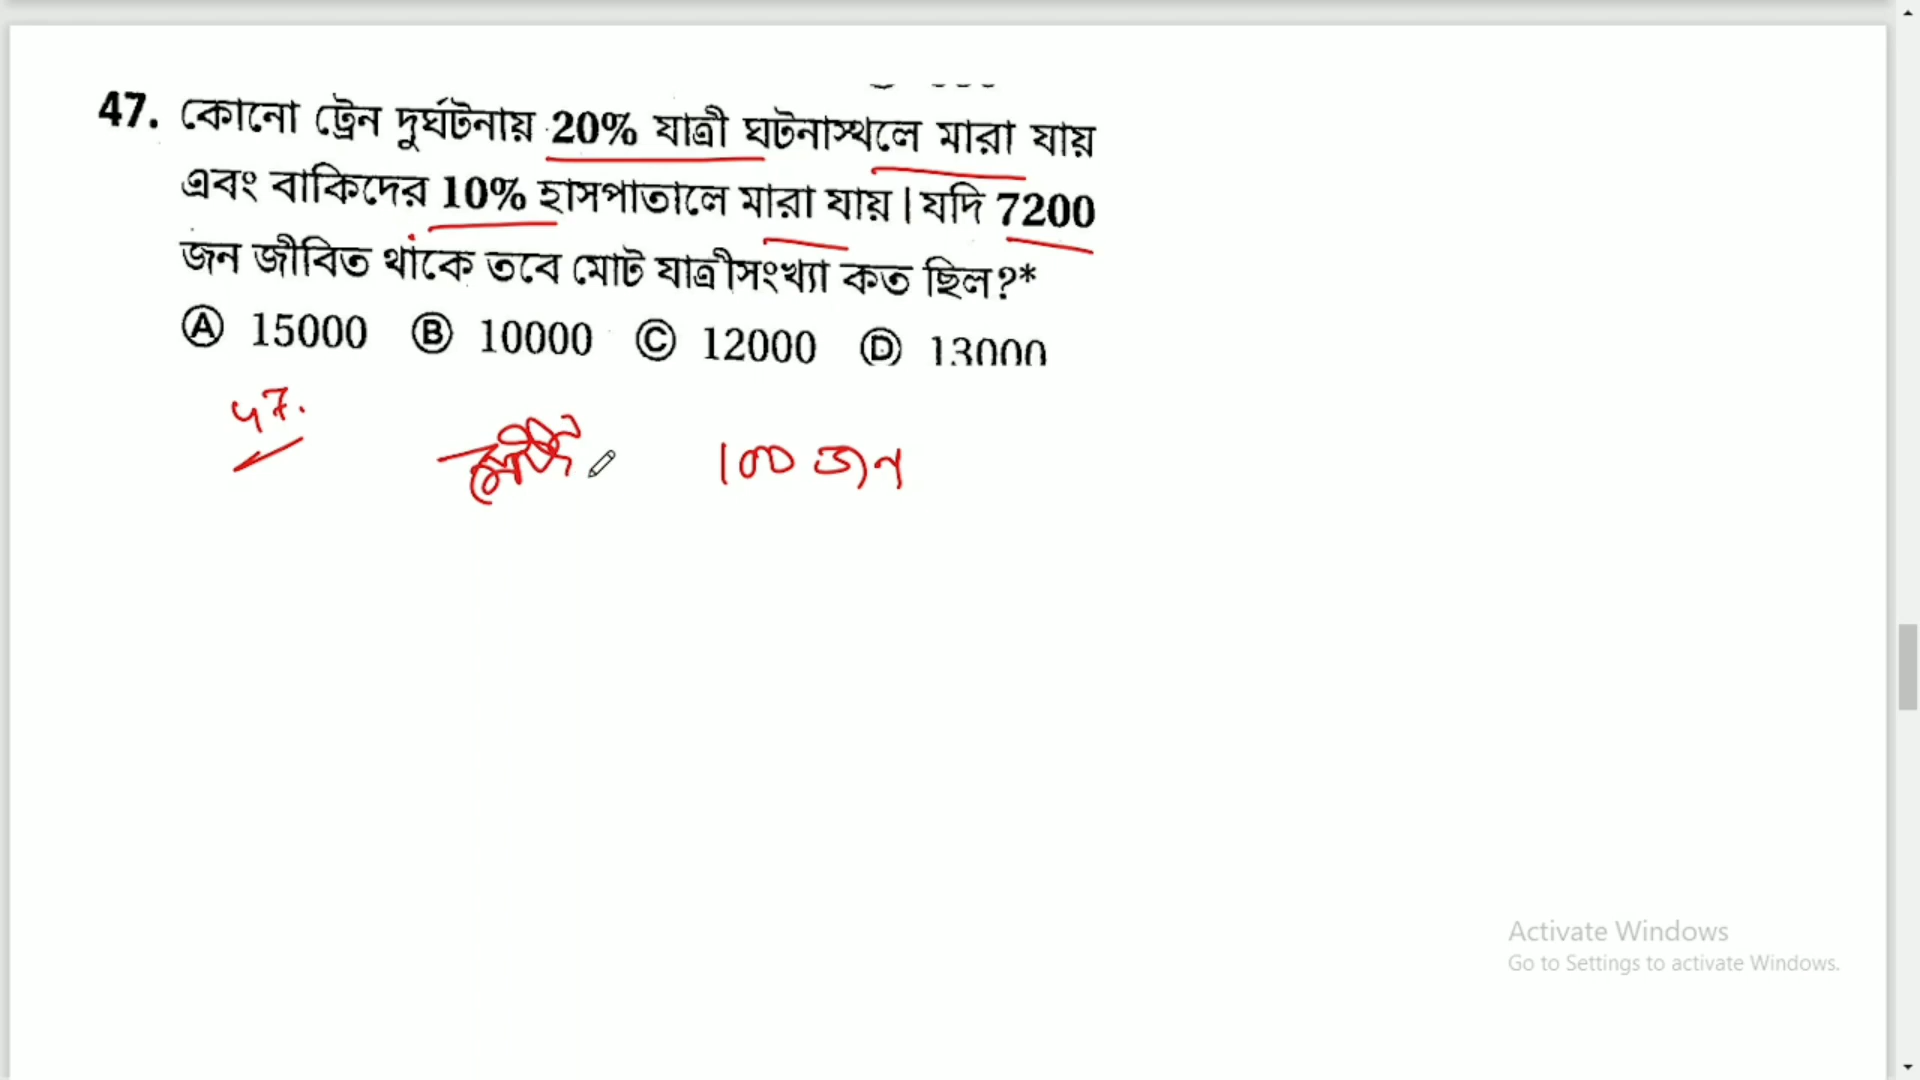 47. কোনো ট্রেন দুর্ঘটনায় 20% যাত্রী ঘটনাস্থলে মারা যায়
এবং বাকিদের 10% হাসপাতালে মারা যায়। যদি 7200
জন জীবিত থাকে তবে মোট যাত্রীসংখ্যা কত ছিল?*
Ⓐ 15000 Ⓑ 10000 Ⓒ 12000 Ⓓ 13000
47.
100 জন
Activate Windows
Go to Settings to activate Windows.